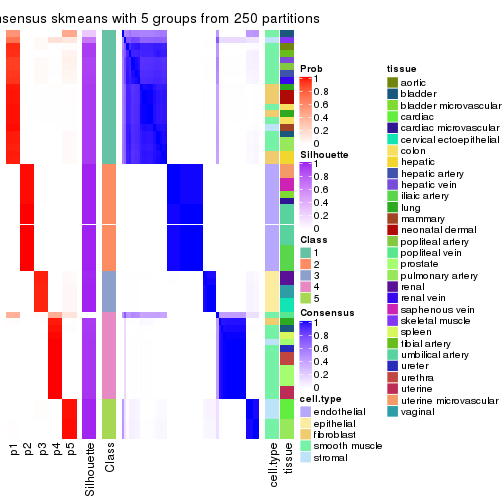 nsensus skmeans with 5 groups from 250 partitions
p1
p2
p3
p4
p5
Silhouette
Class
cell.type
tissue
Prob
1
0.8
0.6
0.4
0.2
0
Silhouette
1
0.8
0.6
0.4
0.2
0
Class
1
2
3
4
5
Consensus
1
0.8
0.6
0.4
0.2
0
cell.type
endothelial
epithelial
fibroblast
smooth muscle
stromal
tissue
aortic
bladder
bladder microvascular
cardiac
cardiac microvascular
cervical ectoepithelial
colon
hepatic
hepatic artery
hepatic vein
iliaic artery
lung
mammary
neonatal dermal
popliteal artery
popliteal vein
prostate
pulmonary artery
renal
renal vein
saphenous vein
skeletal muscle
spleen
tibial artery
umbilical artery
ureter
urethra
uterine
uterine microvascular
vaginal